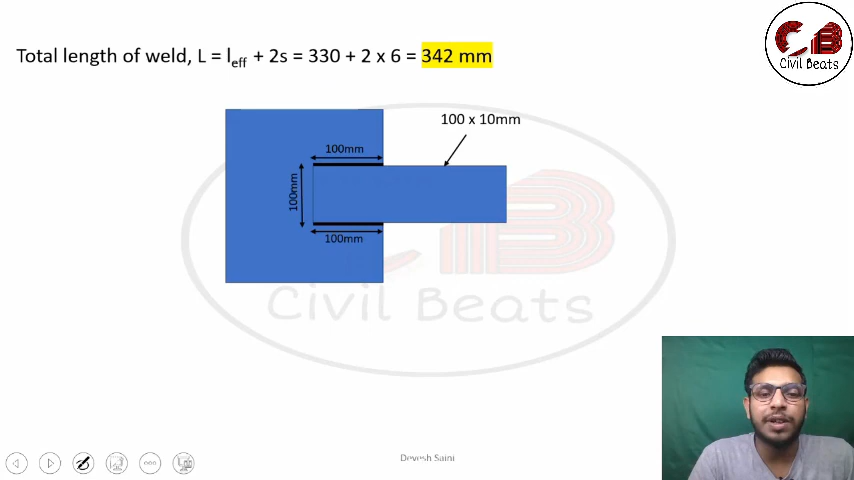 Total length of weld, L = leff + 2s = 330 + 2 x 6 = 342 mm
Civil Beats
100 x 10mm
100mm
100mm
100mm
Civil Beats
Devesh Saini